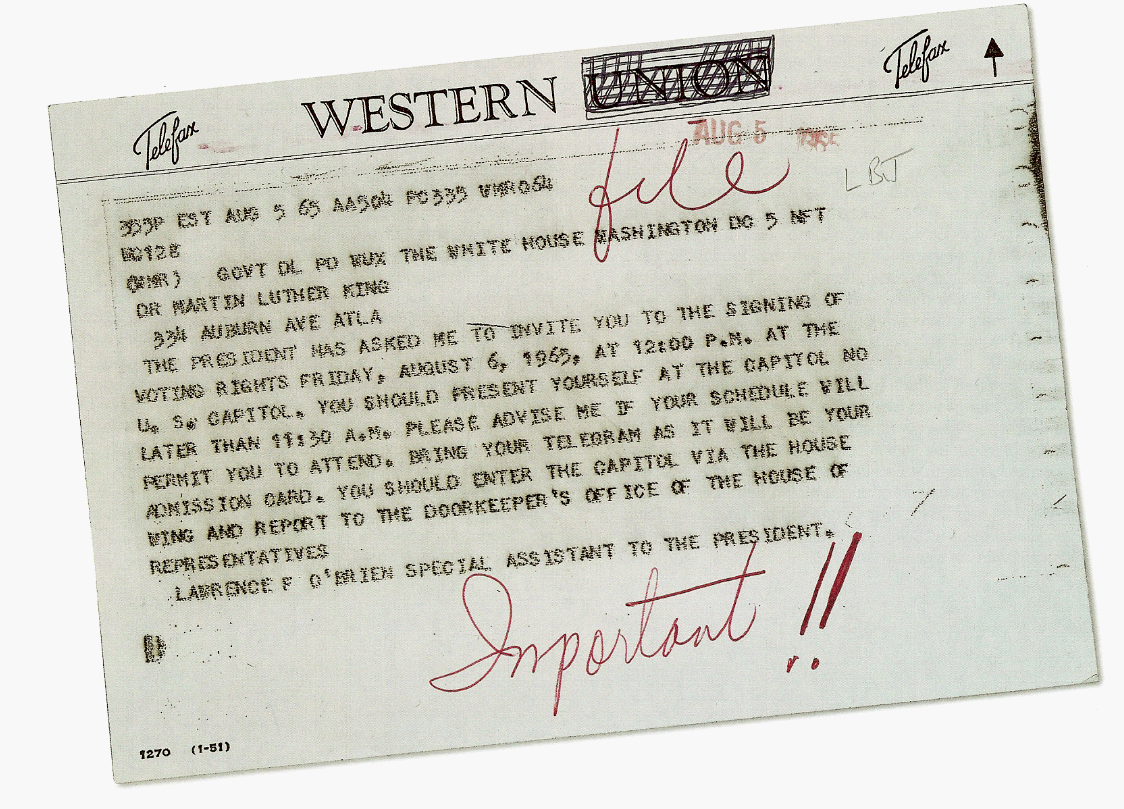 Telefax
WESTERN UNION
Telefax
AUG 5
file
LBJ
333P EST AUG 5 65 AA504 PC335 WMR064
WO128
(WMR) GOVT DL PD WUX THE WHITE HOUSE WASHINGTON DC 5 NFT
DR MARTIN LUTHER KING
334 AUBURN AVE ATLA
THE PRESIDENT HAS ASKED ME TO INVITE YOU TO THE SIGNING OF
VOTING RIGHTS FRIDAY, AUGUST 6, 1965, AT 12:00 P.M. AT THE
U. S. CAPITOL. YOU SHOULD PRESENT YOURSELF AT THE CAPITOL NO
LATER THAN 11:30 A.M. PLEASE ADVISE ME IF YOUR SCHEDULE WILL
PERMIT YOU TO ATTEND. BRING YOUR TELEGRAM AS IT WILL BE YOUR
ADMISSION CARD. YOU SHOULD ENTER THE CAPITOL VIA THE HOUSE
WING AND REPORT TO THE DOORKEEPER'S OFFICE OF THE HOUSE OF
REPRESENTATIVES
LAWRENCE F O'BRIEN SPECIAL ASSISTANT TO THE PRESIDENT.
Important!!
1270 (1-51)